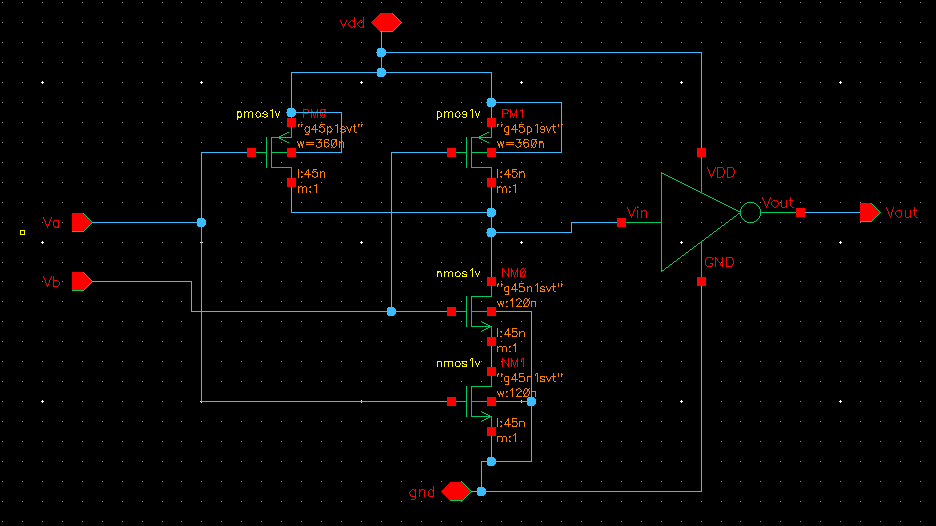 vdd
pmos1v PM0
"g45p1svt"
w=360n
l:45n
m:1
pmos1v PM1
"g45p1svt"
w=360n
l:45n
m:1
VDD
Va
Vin
Vout
Vout
GND
Vb
nmos1v NM0
"g45n1svt"
w:120n
l:45n
m:1
nmos1v NM1
"g45n1svt"
w:120n
l:45n
m:1
gnd